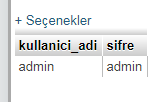 + Seçenekler
kullanici_adi sifre
admin admin